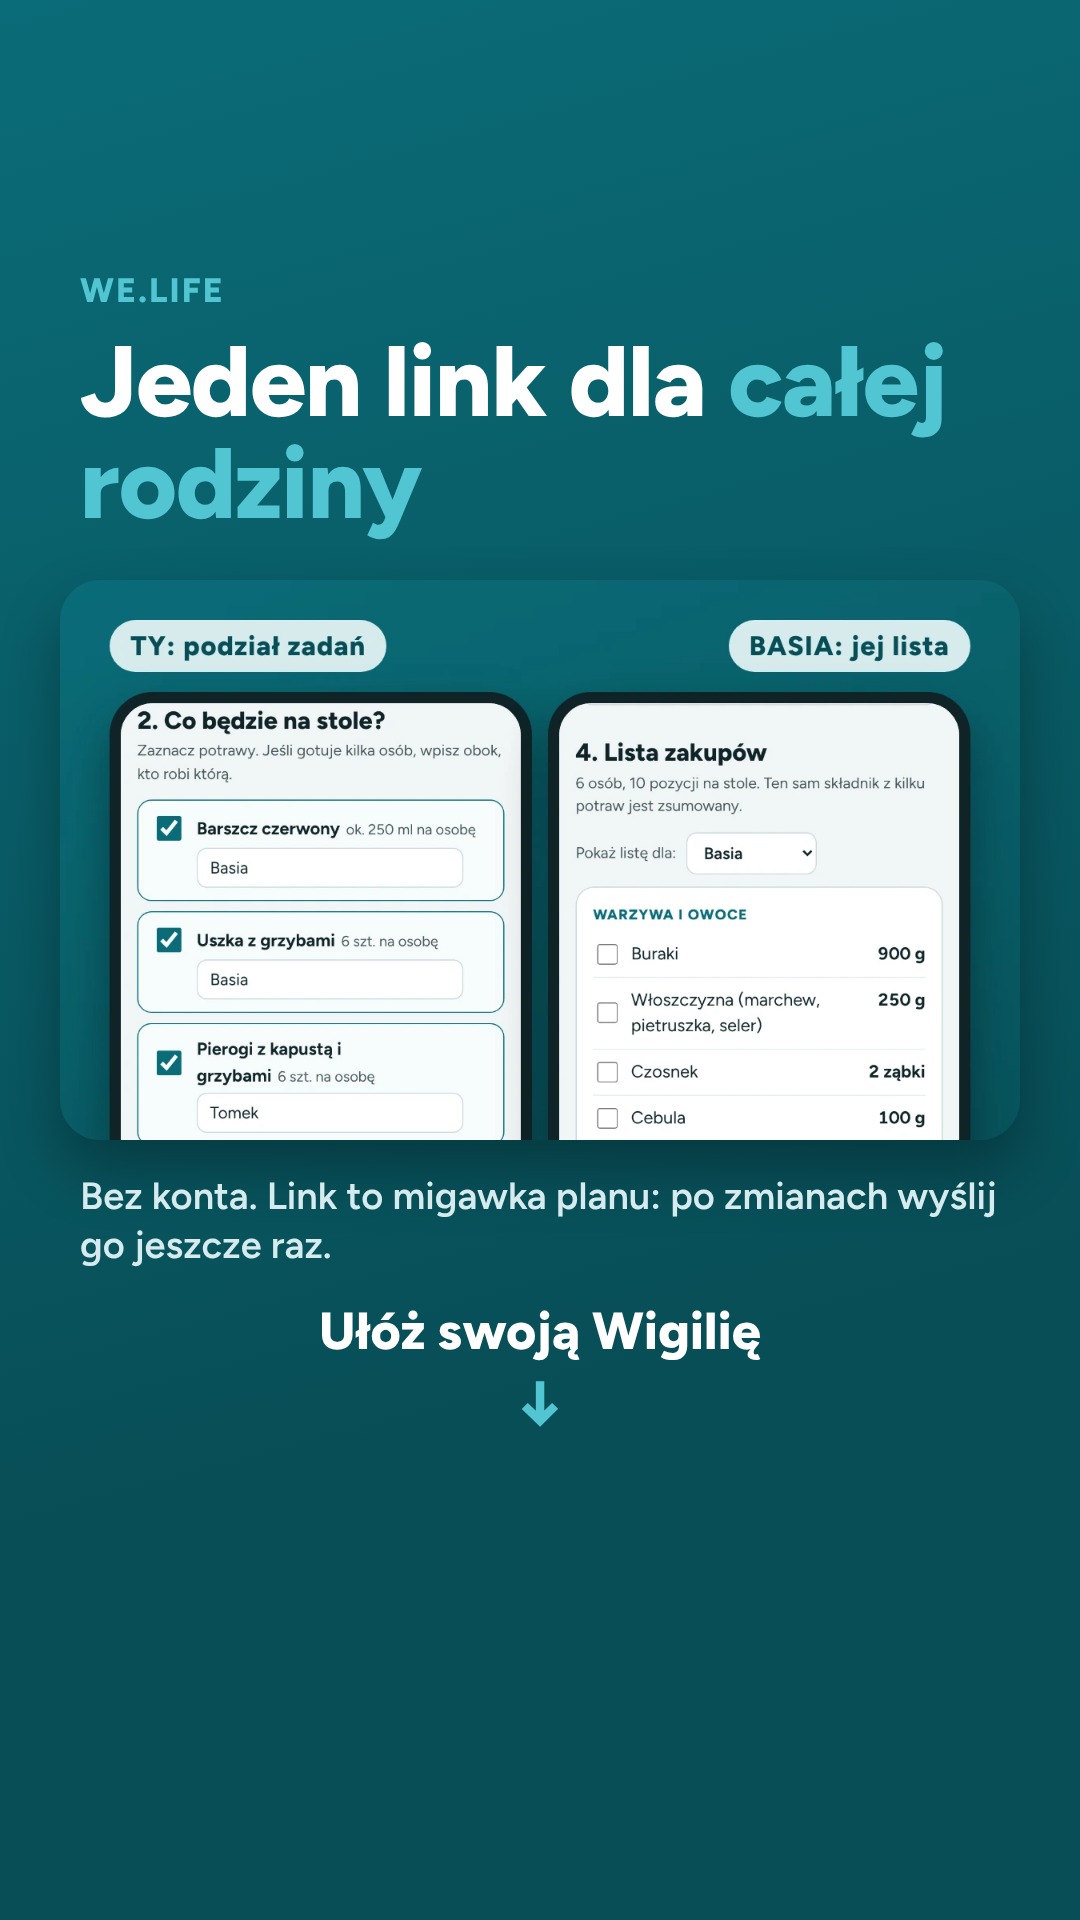 WE.LIFE
Jeden link dla całej
rodziny
TY: podział zadań
2. Co będzie na stole?
Zaznacz potrawy. Jeśli gotuje kilka osób, wpisz obok,
kto robi którą.
Barszcz czerwony ok. 250 ml na osobę
Basia
Uszka z grzybami 6 szt. na osobę
Basia
Pierogi z kapustą i
grzybami 6 szt. na osobę
Tomek
BASIA: jej lista
4. Lista zakupów
6 osób, 10 pozycji na stole. Ten sam składnik z kilku
potraw jest zsumowany.
Pokaż listę dla: Basia
WARZYWA I OWOCE
Buraki 900 g
Włoszczyzna (marchew, 250 g
pietruszka, seler)
Czosnek 2 ząbki
Cebula 100 g
Bez konta. Link to migawka planu: po zmianach wyślij
go jeszcze raz.
Ułóż swoją Wigilię